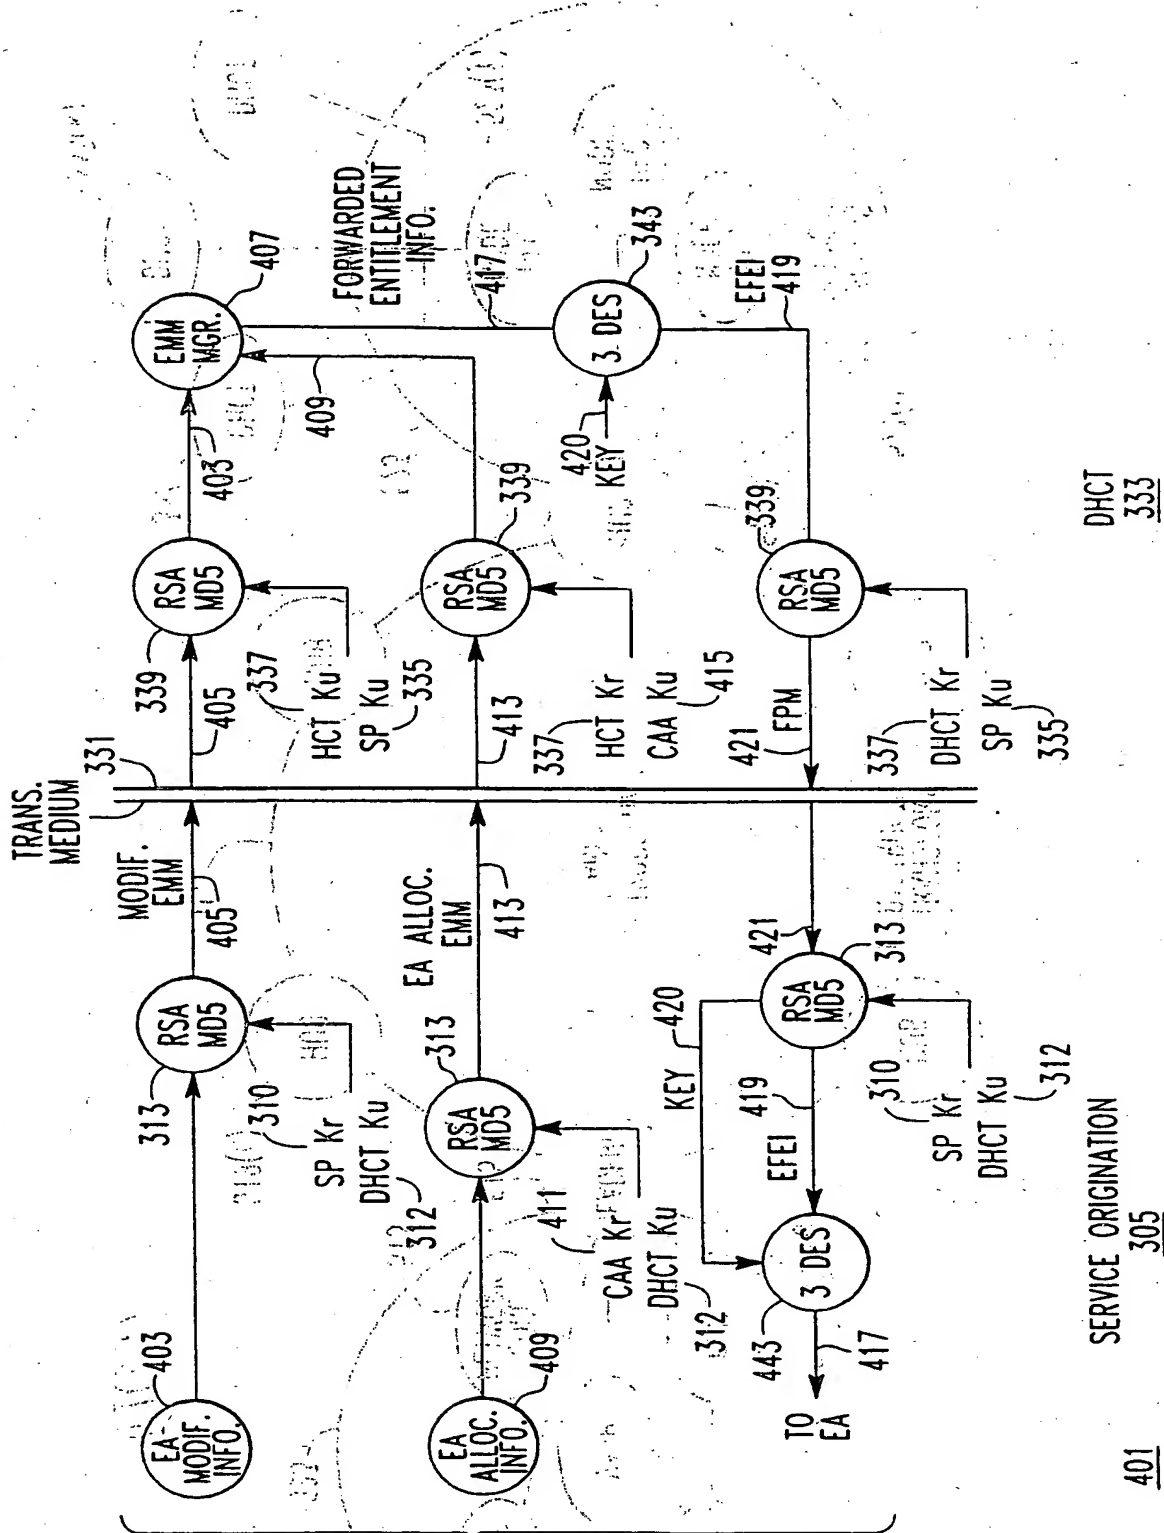 TRANS.
MEDIUM
331
EA
MODIF.
INFO.
403
313
RSA
MD5
310
SP Kr
DHCT Ku
312
MODIF.
EMM
405
405
339
RSA
MD5
337
HCT Ku
SP Ku
335
403
EMM
MGR.
407
EA
ALLOC.
INFO.
409
411
CAA Kr
DHCT Ku
312
313
RSA
MD5
EA ALLOC.
EMM
413
413
RSA
MD5
339
337
HCT Kr
CAA Ku
415
409
FORWARDED
ENTITLEMENT
INFO.
417
420
KEY
3 DES
343
EFEI
419
339
RSA
MD5
337
DHCT Kr
SP Ku
335
421
FPM
421
RSA
MD5
313
310
SP Kr
DHCT Ku
312
KEY
420
419
EFEI
3 DES
443
417
TO
EA
401
SERVICE ORIGINATION
305
DHCT
333